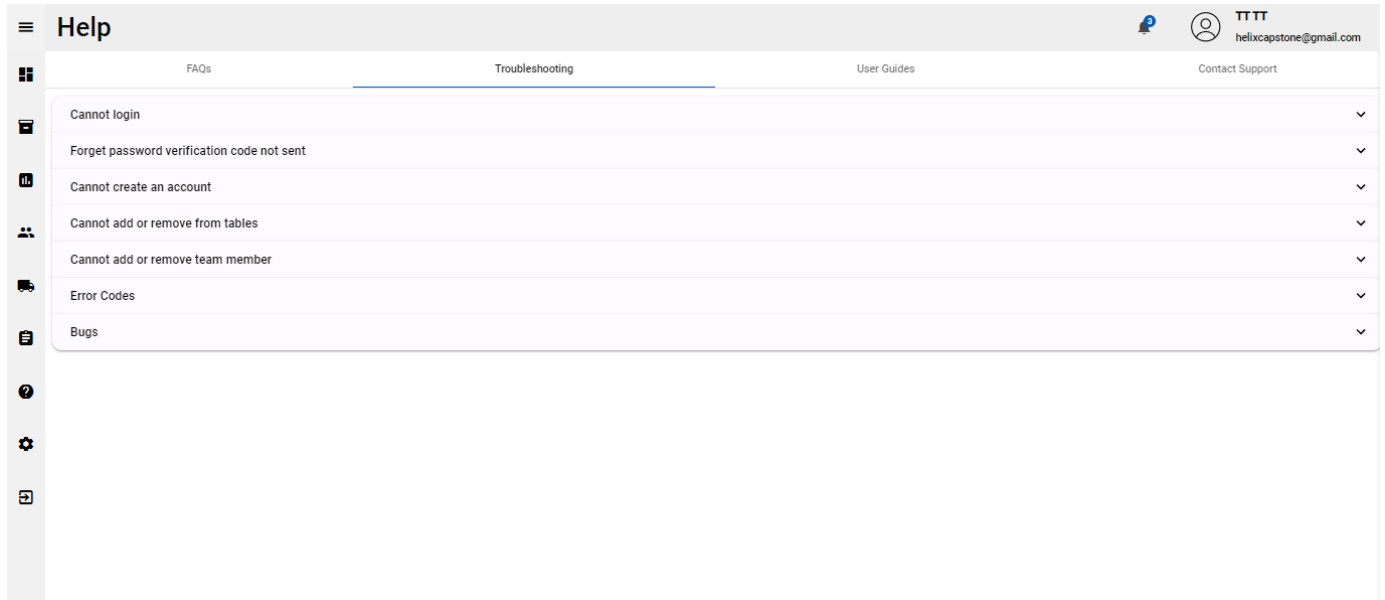 Help
3
TT TT
helixcapstone@gmail.com
FAQs
Troubleshooting
User Guides
Contact Support
Cannot login
Forget password verification code not sent
Cannot create an account
Cannot add or remove from tables
Cannot add or remove team member
Error Codes
Bugs